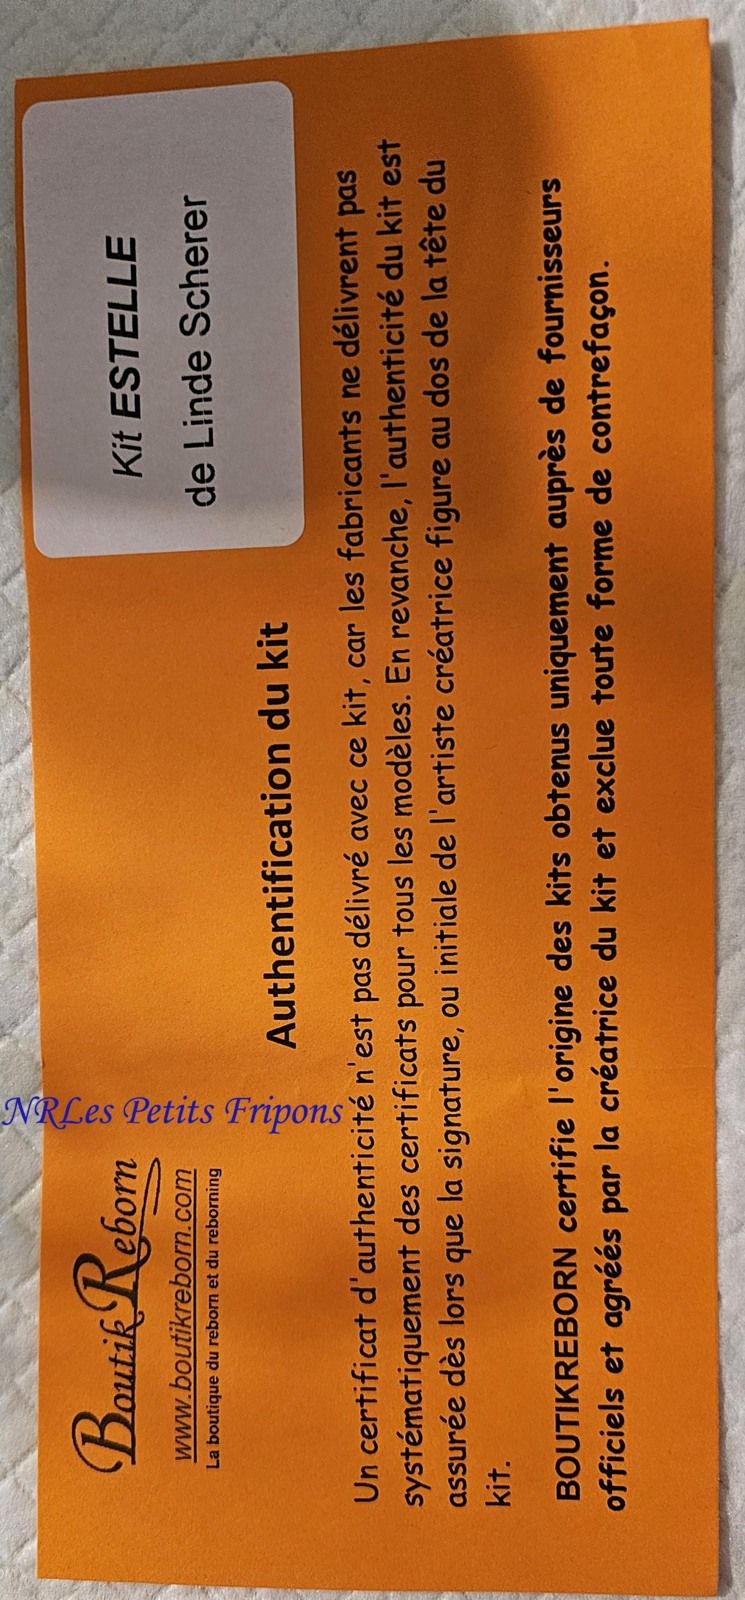 Boutik Reborn
www.boutikreborn.com
La boutique du reborn et du reborning
Kit ESTELLE
de Linde Scherer
Authentification du kit
Un certificat d'authenticité n'est pas délivré avec ce kit, car les fabricants ne délivrent pas
systématiquement des certificats pour tous les modèles. En revanche, l'authenticité du kit est
assurée dès lors que la signature, ou initiale de l'artiste créatrice figure au dos de la tête du
kit.
BOUTIKREBORN certifie l'origine des kits obtenus uniquement auprès de fournisseurs
officiels et agréés par la créatrice du kit et exclue toute forme de contrefaçon.
NRLes Petits Fripons